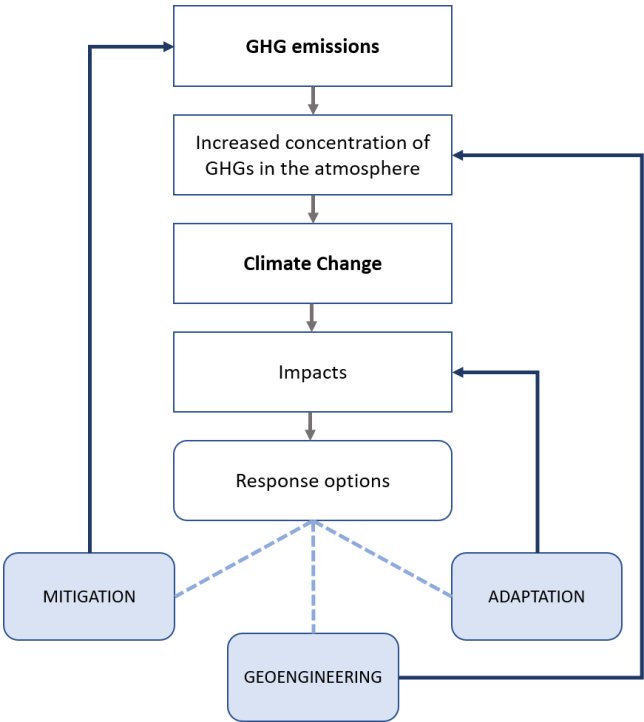 GHG emissions
Increased concentration of
GHGs in the atmosphere
Climate Change
Impacts
Response options
MITIGATION
ADAPTATION
GEOENGINEERING